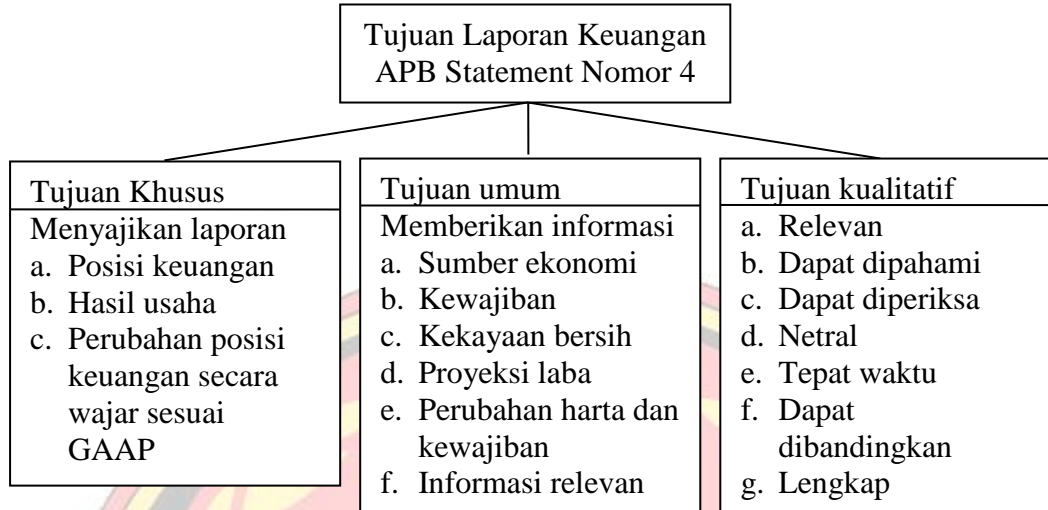 Tujuan Laporan Keuangan
APB Statement Nomor 4
Tujuan Khusus
Menyajikan laporan
a. Posisi keuangan
b. Hasil usaha
c. Perubahan posisi
keuangan secara
wajar sesuai
GAAP
Tujuan umum
Memberikan informasi
a. Sumber ekonomi
b. Kewajiban
c. Kekayaan bersih
d. Proyeksi laba
e. Perubahan harta dan
kewajiban
f. Informasi relevan
Tujuan kualitatif
a. Relevan
b. Dapat dipahami
c. Dapat diperiksa
d. Netral
e. Tepat waktu
f. Dapat
dibandingkan
g. Lengkap